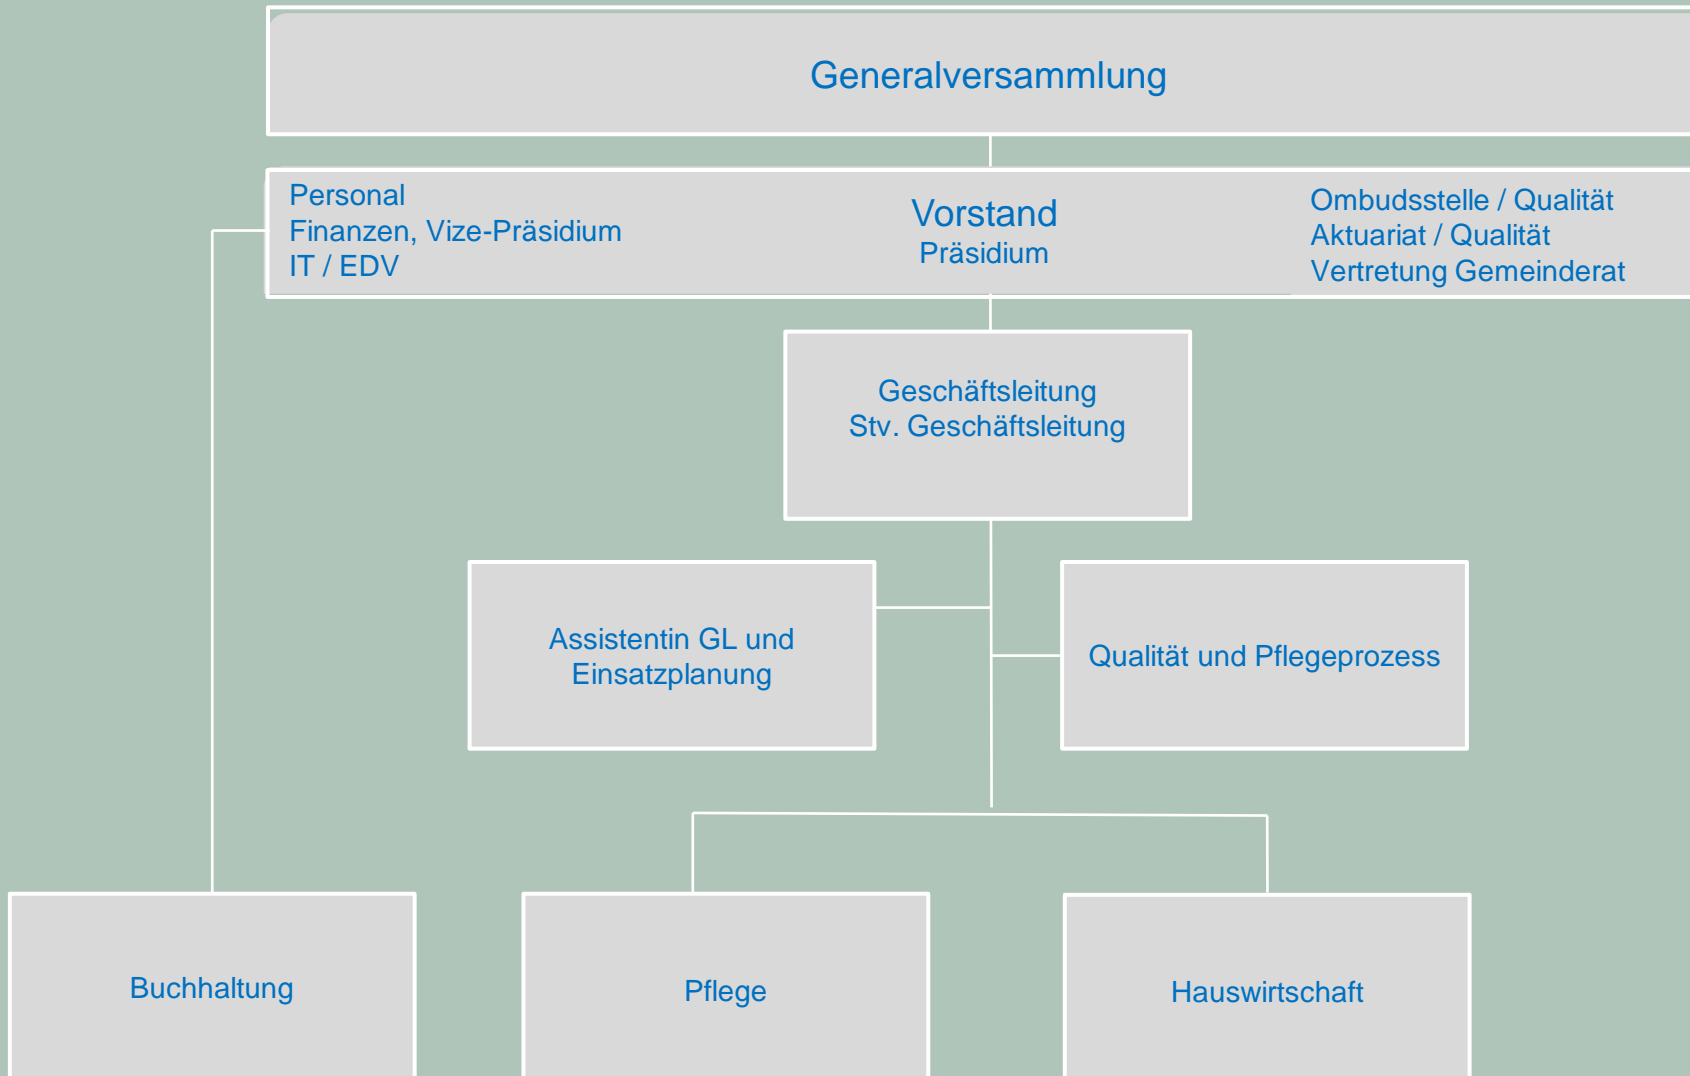 Generalversammlung
Personal
Finanzen, Vize-Präsidium
IT / EDV
Vorstand
Präsidium
Ombudsstelle / Qualität
Aktuariat / Qualität
Vertretung Gemeinderat
Geschäftsleitung
Stv. Geschäftsleitung
Assistentin GL und
Einsatzplanung
Qualität und Pflegeprozess
Buchhaltung
Pflege
Hauswirtschaft